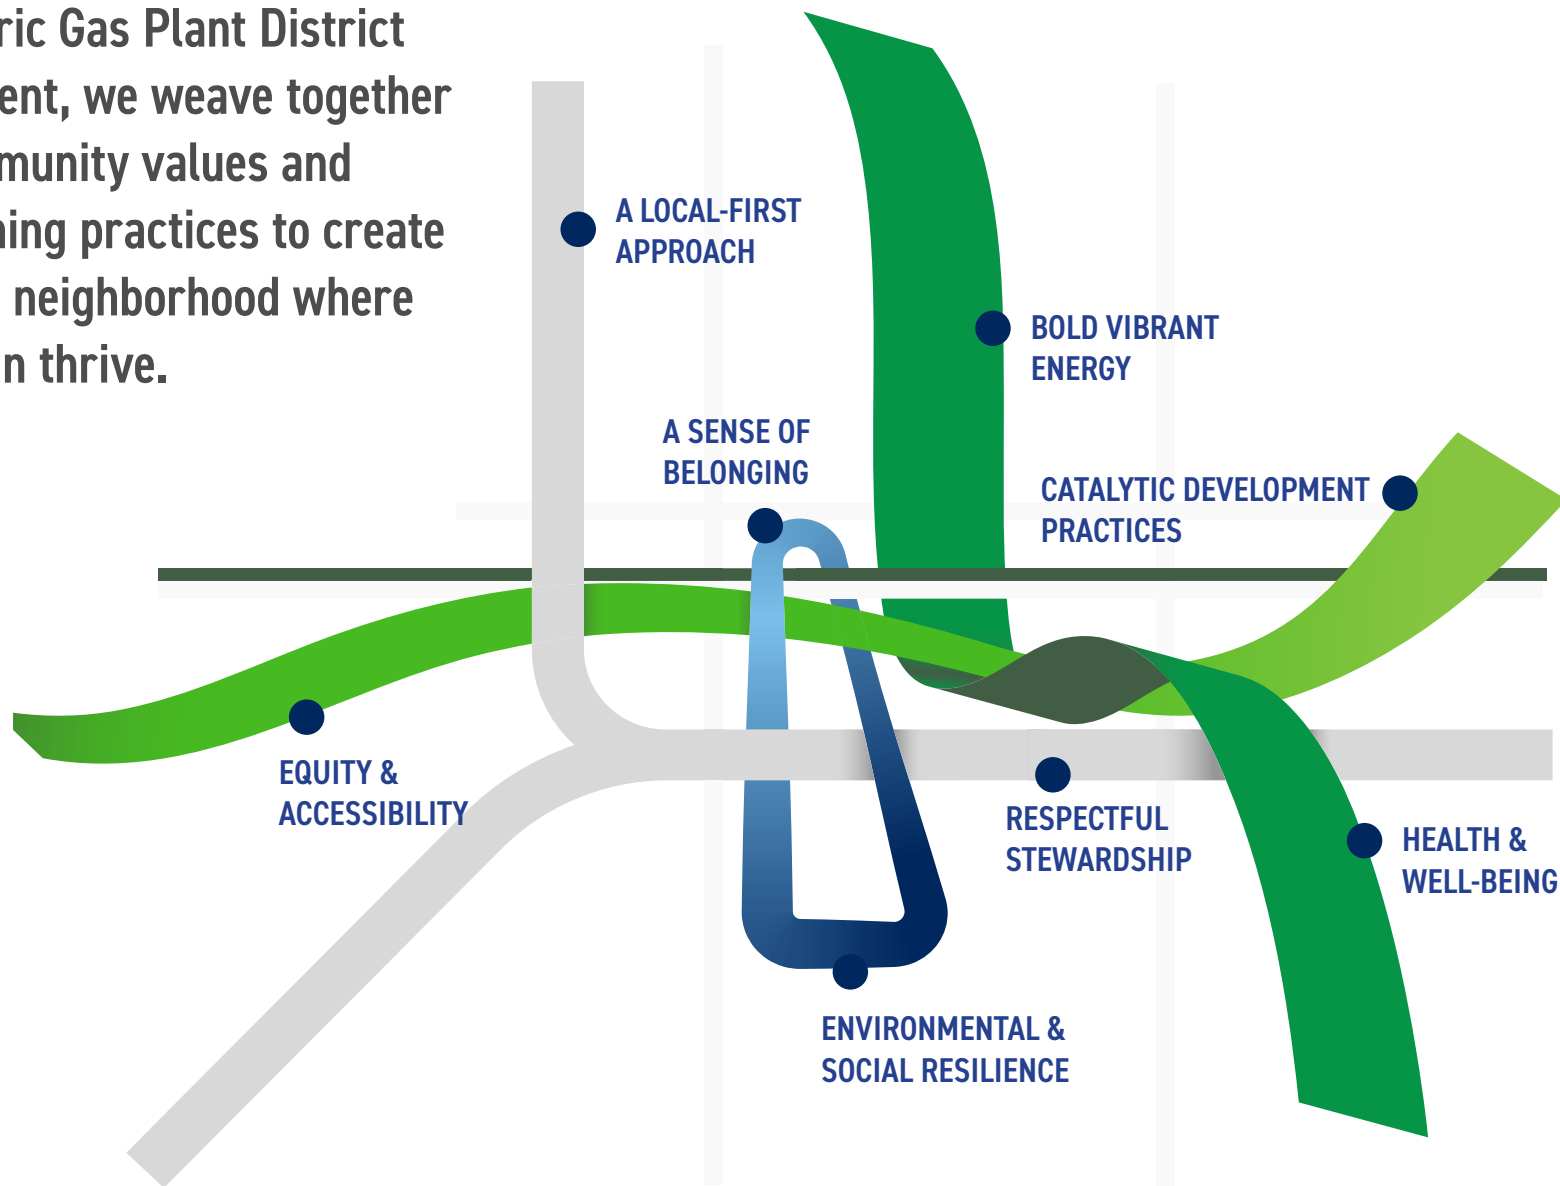 ric Gas Plant District
ent, we weave together
munity values and
ning practices to create
neighborhood where
n thrive.
A LOCAL-FIRST
APPROACH
BOLD VIBRANT
ENERGY
A SENSE OF
BELONGING
CATALYTIC DEVELOPMENT
PRACTICES
EQUITY &
ACCESSIBILITY
RESPECTFUL
STEWARDSHIP
HEALTH &
WELL-BEING
ENVIRONMENTAL &
SOCIAL RESILIENCE